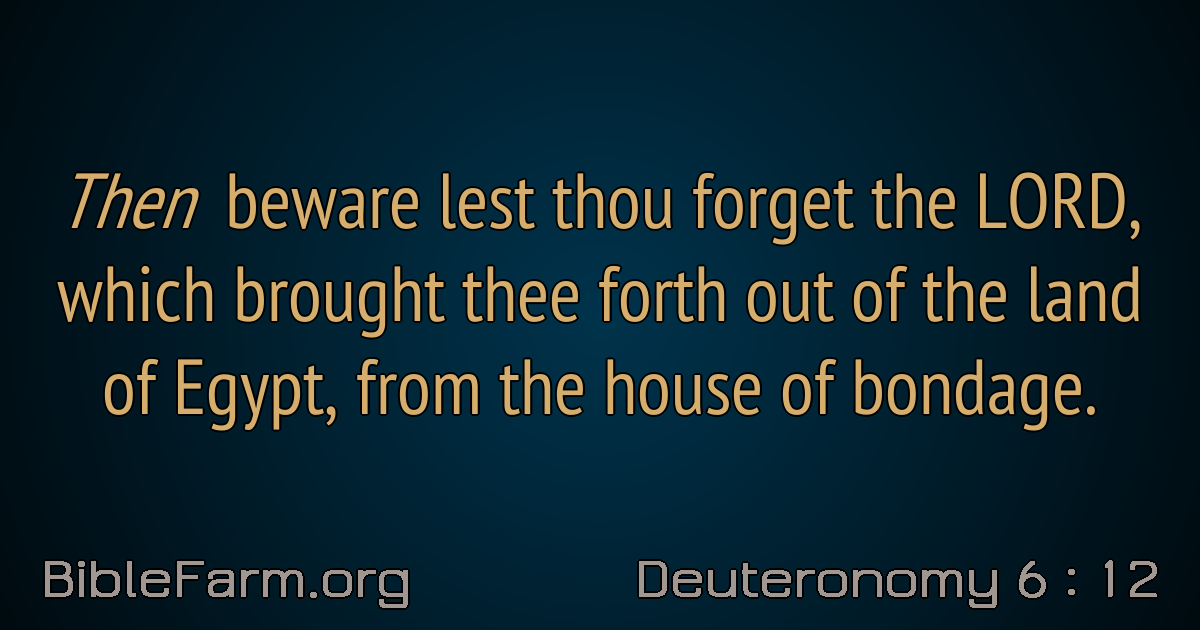 Then beware lest thou forget the LORD,
which brought thee forth out of the land
of Egypt, from the house of bondage.
BibleFarm.org
Deuteronomy 6 : 12